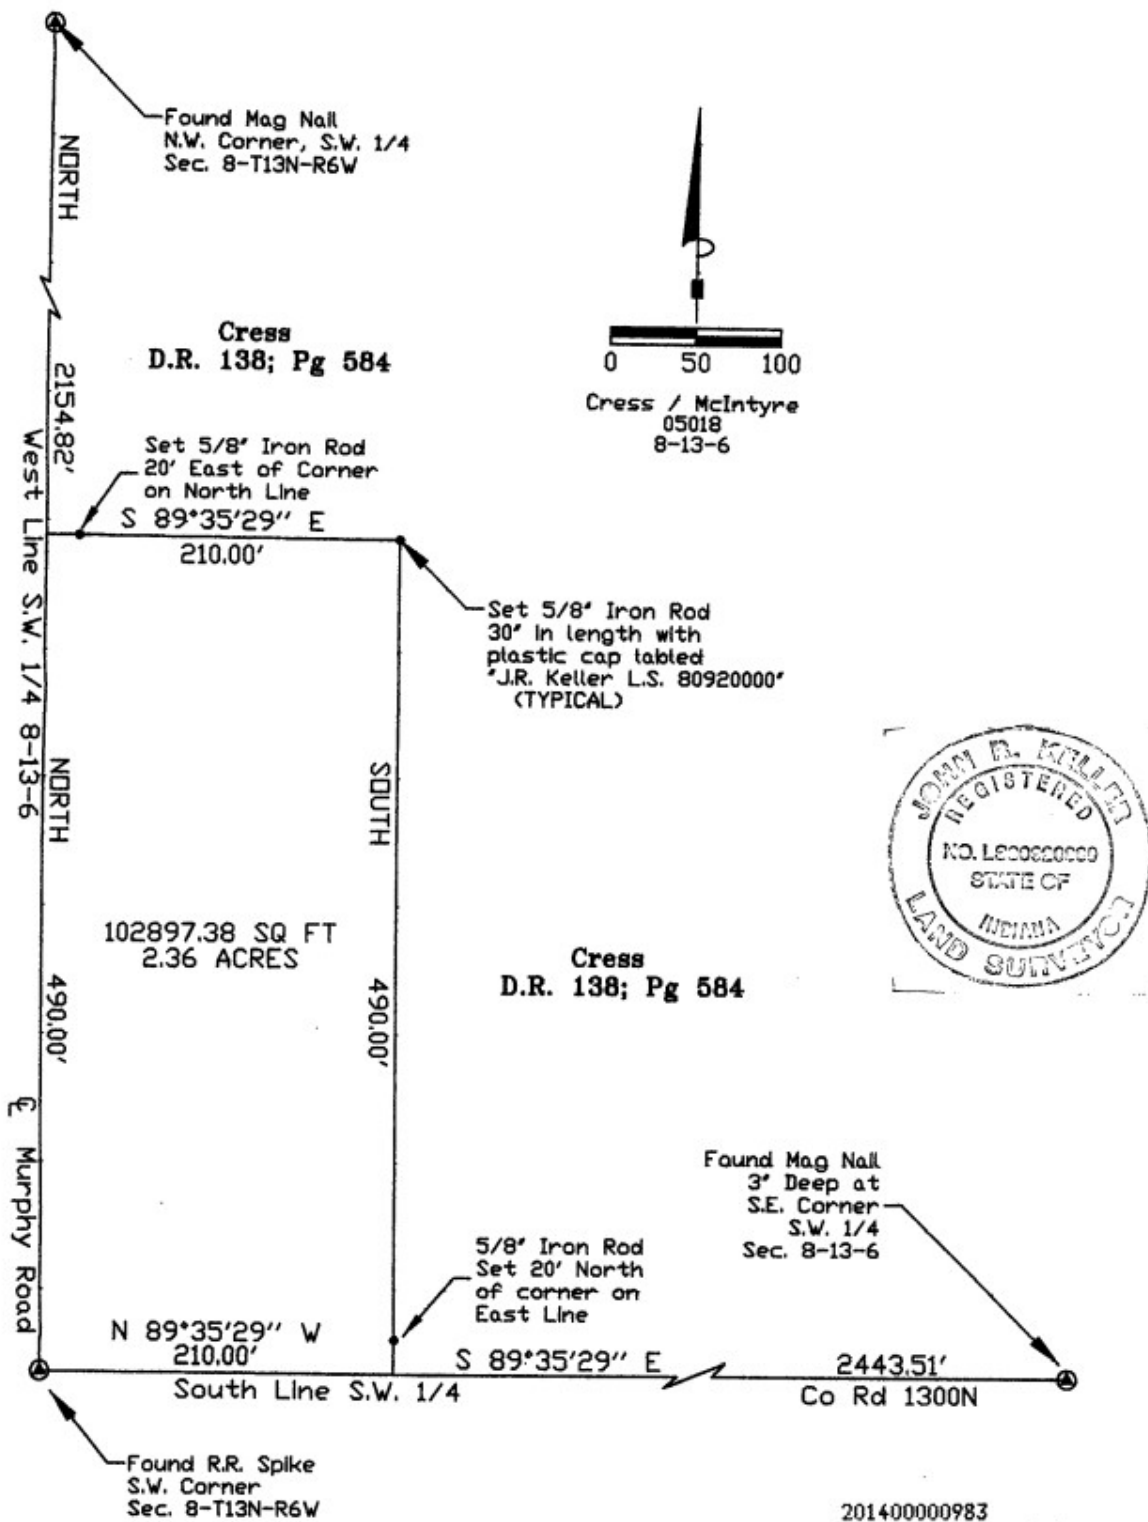 Found Mag Nail
N.W. Corner, S.W. 1/4
Sec. 8-T13N-R6W
NORTH
Cress
D.R. 138; Pg 584
0 50 100
Cress / McIntyre
05018
8-13-6
2154.82'
West Line S.W. 1/4 8-13-6
Set 5/8" Iron Rod
20' East of Corner
on North Line
S 89°35'29" E
210.00'
Set 5/8" Iron Rod
30" in length with
plastic cap labled
"J.R. Keller L.S. 80920000"
(TYPICAL)
NORTH
490.00'
SOUTH
490.00'
102897.38 SQ FT
2.36 ACRES
Cress
D.R. 138; Pg 584
JOHN R. KELLER
REGISTERED
STATE OF
INDIANA
LAND SURVEYOR
℄ Murphy Road
Found Mag Nail
3" Deep at
S.E. Corner
S.W. 1/4
Sec. 8-13-6
5/8" Iron Rod
Set 20' North
of corner on
East Line
N 89°35'29" W
210.00'
South Line S.W. 1/4
S 89°35'29" E
2443.51'
Co Rd 1300N
Found R.R. Spike
S.W. Corner
Sec. 8-T13N-R6W
201400000983